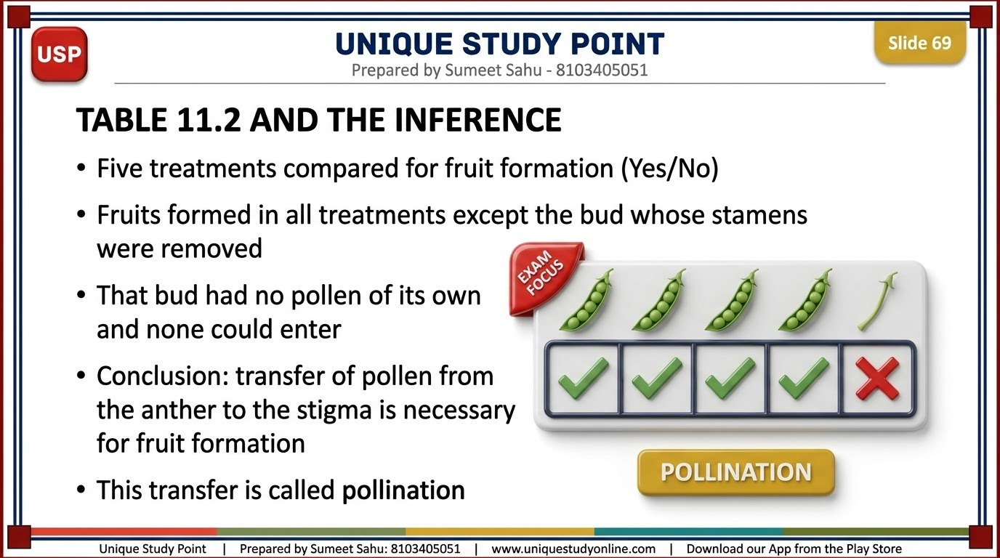 USP
UNIQUE STUDY POINT
Prepared by Sumeet Sahu - 8103405051
Slide 69
TABLE 11.2 AND THE INFERENCE
• Five treatments compared for fruit formation (Yes/No)
• Fruits formed in all treatments except the bud whose stamens
were removed
• That bud had no pollen of its own
and none could enter
• Conclusion: transfer of pollen from
the anther to the stigma is necessary
for fruit formation
• This transfer is called pollination
EXAM
FOCUS
POLLINATION
Unique Study Point | Prepared by Sumeet Sahu: 8103405051 | www.uniquestudyonline.com | Download our App from the Play Store